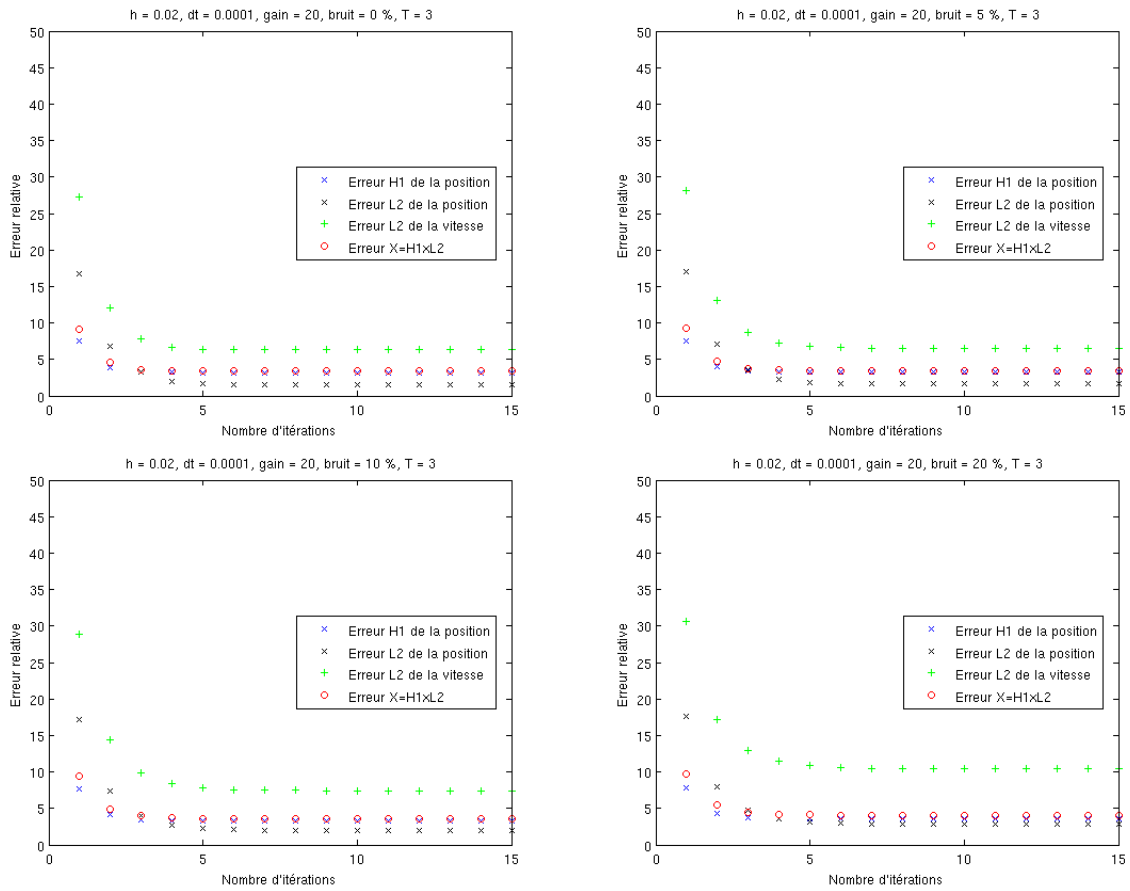 h = 0.02, dt = 0.0001, gain = 20, bruit = 0 %, T = 3
50
45
40
35
30
25
20
15
10
5
0
Erreur relative
Erreur H1 de la position
Erreur L2 de la position
Erreur L2 de la vitesse
Erreur X=H1xL2
0
5
10
15
Nombre d'itérations
h = 0.02, dt = 0.0001, gain = 20, bruit = 5 %, T = 3
50
45
40
35
30
25
20
15
10
5
0
Erreur relative
Erreur H1 de la position
Erreur L2 de la position
Erreur L2 de la vitesse
Erreur X=H1xL2
0
5
10
15
Nombre d'itérations
h = 0.02, dt = 0.0001, gain = 20, bruit = 10 %, T = 3
50
45
40
35
30
25
20
15
10
5
0
Erreur relative
Erreur H1 de la position
Erreur L2 de la position
Erreur L2 de la vitesse
Erreur X=H1xL2
0
5
10
15
Nombre d'itérations
h = 0.02, dt = 0.0001, gain = 20, bruit = 20 %, T = 3
50
45
40
35
30
25
20
15
10
5
0
Erreur relative
Erreur H1 de la position
Erreur L2 de la position
Erreur L2 de la vitesse
Erreur X=H1xL2
0
5
10
15
Nombre d'itérations